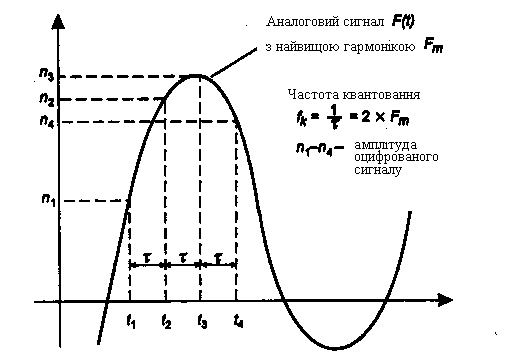 Аналоговий сигнал F(t)
з найвищою гармонікою Fm
n3
n2
n4
n1
Частота квантовання
fk = 1/τ = 2 × Fm
n1–n4– амплітуда
оцифрованого
сигналу
τ τ τ
t1 t2 t3 t4